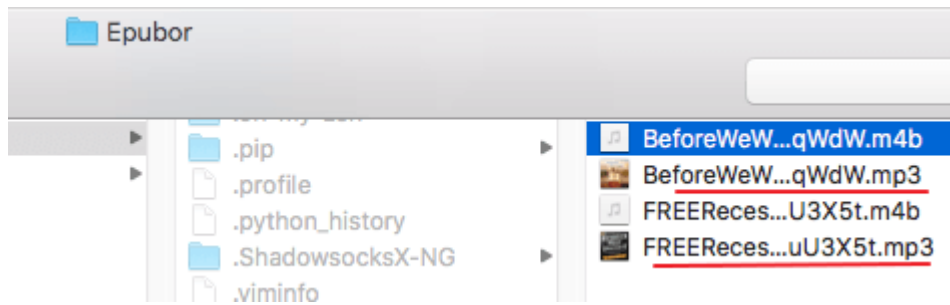 Epubor
.pip
.profile
.python_history
.ShadowsocksX-NG
.viminfo
BeforeWeW...qWdW.m4b
BeforeWeW...qWdW.mp3
FREEReces...U3X5t.m4b
FREEReces...uU3X5t.mp3